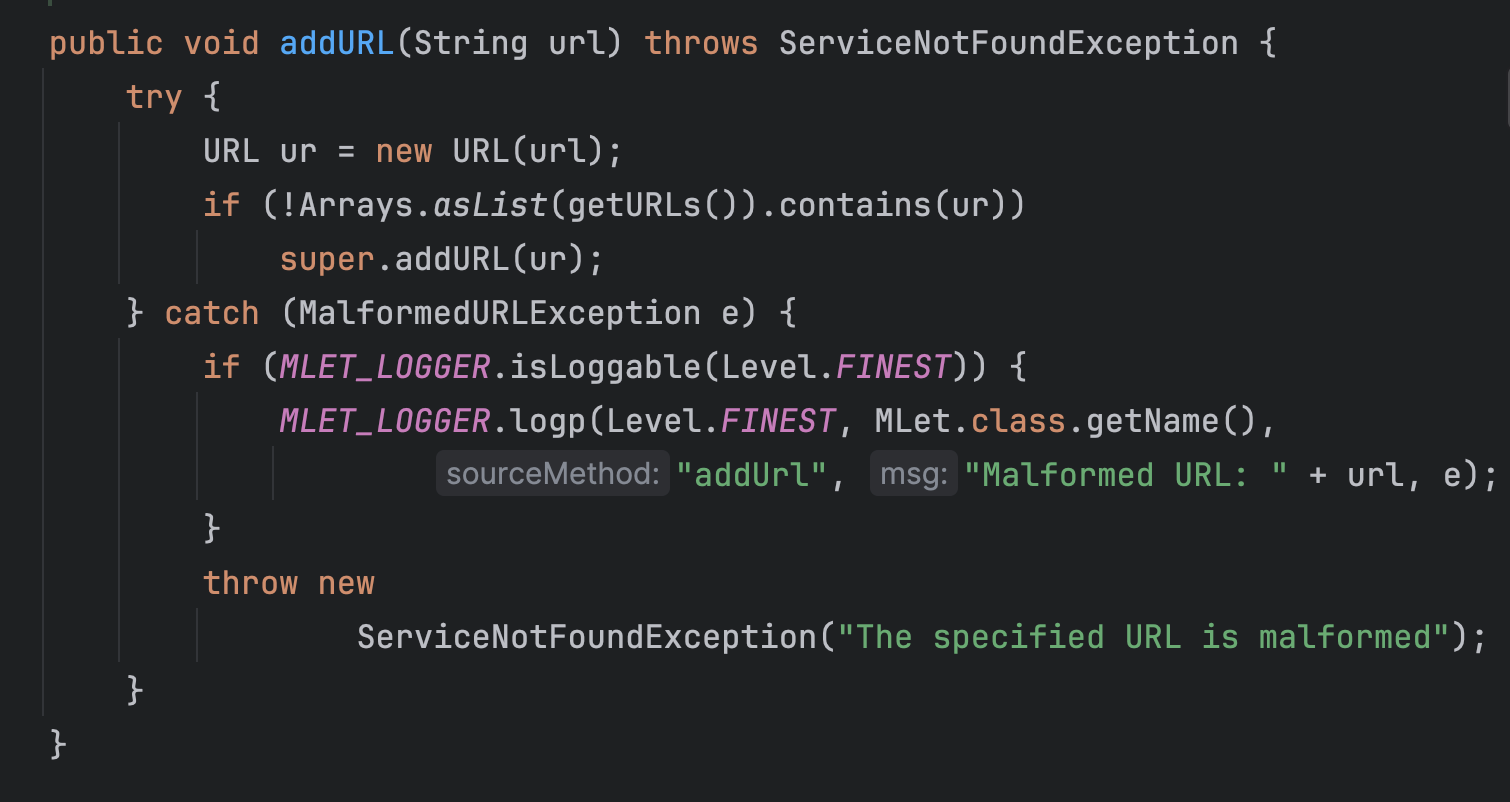 public void addURL(String url) throws ServiceNotFoundException {
try {
URL ur = new URL(url);
if (!Arrays.asList(getURLs()).contains(ur))
super.addURL(ur);
} catch (MalformedURLException e) {
if (MLET_LOGGER.isLoggable(Level.FINEST)) {
MLET_LOGGER.logp(Level.FINEST, MLet.class.getName(),
sourceMethod: "addUrl", msg: "Malformed URL: " + url, e);
}
throw new
ServiceNotFoundException("The specified URL is malformed");
}
}